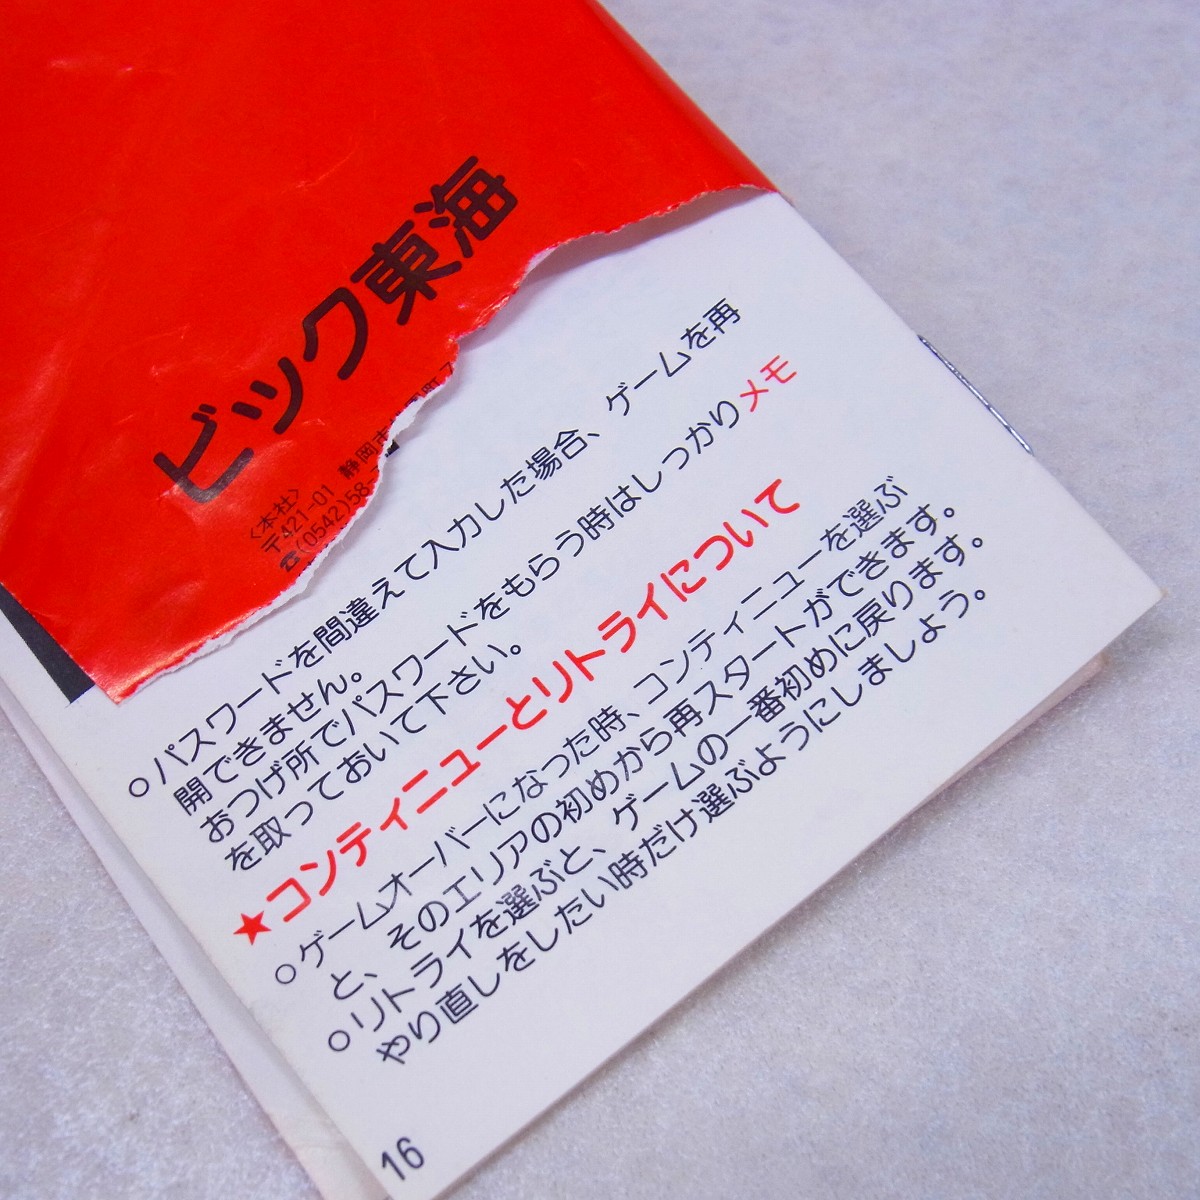 ビック東海
〈本社〉
〒421-01 静岡市
☎(0542)58-
○パスワードを間違えて入力した場合、ゲームを再
開できません。
おつげ所でパスワードをもらう時はしっかりメモ
を取っておいて下さい。
★コンティニューとリトライについて
○ゲームオーバーになった時、コンティニューを選ぶ
と、そのエリアの初めから再スタートができます。
○リトライを選ぶと、ゲームの一番初めに戻ります。
やり直しをしたい時だけ選ぶようにしましょう。
16